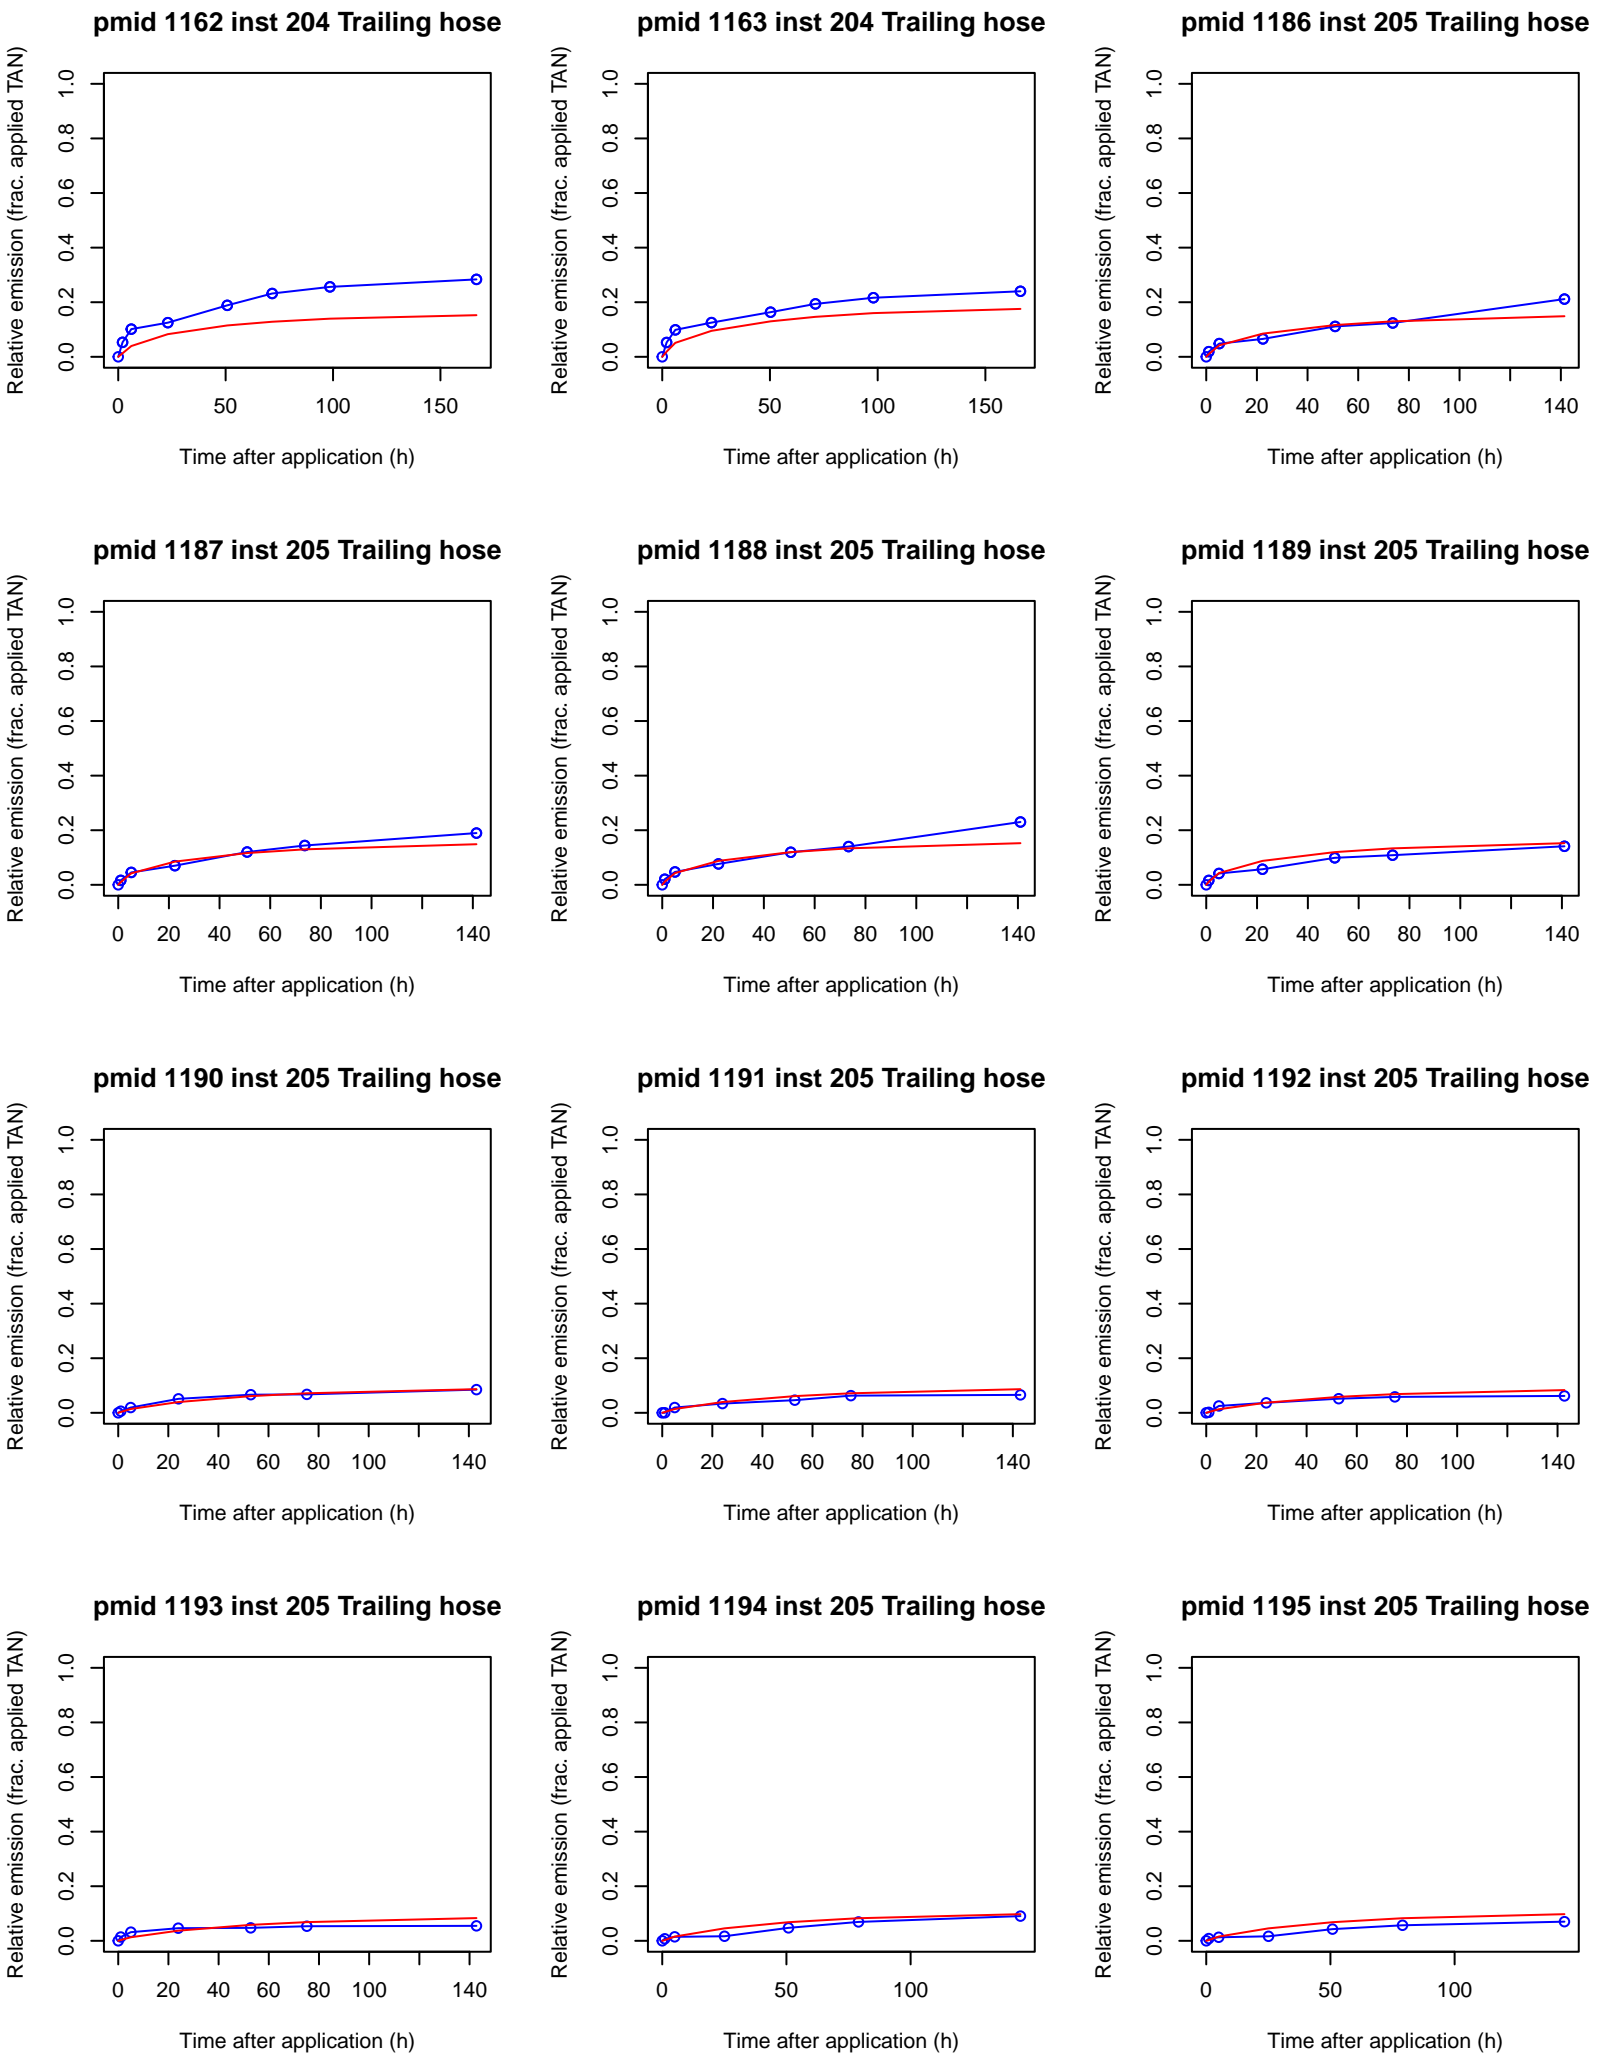 pmid 1162 inst 204 Trailing hose
Relative emission (frac. applied TAN)
0.0 0.2 0.4 0.6 0.8 1.0
0 50 100 150
Time after application (h)
pmid 1163 inst 204 Trailing hose
Relative emission (frac. applied TAN)
0.0 0.2 0.4 0.6 0.8 1.0
0 50 100 150
Time after application (h)
pmid 1186 inst 205 Trailing hose
Relative emission (frac. applied TAN)
0.0 0.2 0.4 0.6 0.8 1.0
0 20 40 60 80 100 140
Time after application (h)
pmid 1187 inst 205 Trailing hose
Relative emission (frac. applied TAN)
0.0 0.2 0.4 0.6 0.8 1.0
0 20 40 60 80 100 140
Time after application (h)
pmid 1188 inst 205 Trailing hose
Relative emission (frac. applied TAN)
0.0 0.2 0.4 0.6 0.8 1.0
0 20 40 60 80 100 140
Time after application (h)
pmid 1189 inst 205 Trailing hose
Relative emission (frac. applied TAN)
0.0 0.2 0.4 0.6 0.8 1.0
0 20 40 60 80 100 140
Time after application (h)
pmid 1190 inst 205 Trailing hose
Relative emission (frac. applied TAN)
0.0 0.2 0.4 0.6 0.8 1.0
0 20 40 60 80 100 140
Time after application (h)
pmid 1191 inst 205 Trailing hose
Relative emission (frac. applied TAN)
0.0 0.2 0.4 0.6 0.8 1.0
0 20 40 60 80 100 140
Time after application (h)
pmid 1192 inst 205 Trailing hose
Relative emission (frac. applied TAN)
0.0 0.2 0.4 0.6 0.8 1.0
0 20 40 60 80 100 140
Time after application (h)
pmid 1193 inst 205 Trailing hose
Relative emission (frac. applied TAN)
0.0 0.2 0.4 0.6 0.8 1.0
0 20 40 60 80 100 140
Time after application (h)
pmid 1194 inst 205 Trailing hose
Relative emission (frac. applied TAN)
0.0 0.2 0.4 0.6 0.8 1.0
0 50 100
Time after application (h)
pmid 1195 inst 205 Trailing hose
Relative emission (frac. applied TAN)
0.0 0.2 0.4 0.6 0.8 1.0
0 50 100
Time after application (h)